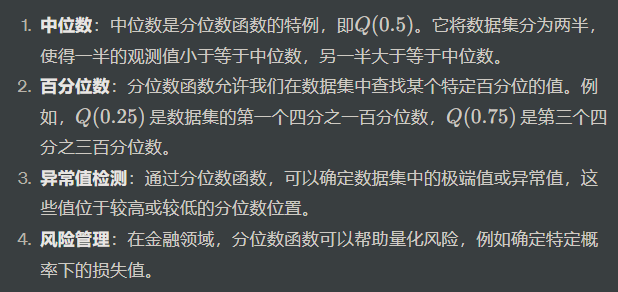 1. 中位数：中位数是分位数函数的特例，即Q(0.5)。它将数据集分为两半，
使得一半的观测值小于等于中位数，另一半大于等于中位数。
2. 百分位数：分位数函数允许我们在数据集中查找某个特定百分位的值。例
如，Q(0.25) 是数据集的第一个四分之一百分位数，Q(0.75) 是第三个四
分之三百分位数。
3. 异常值检测：通过分位数函数，可以确定数据集中的极端值或异常值，这
些值位于较高或较低的分位数位置。
4. 风险管理：在金融领域，分位数函数可以帮助量化风险，例如确定特定概
率下的损失值。